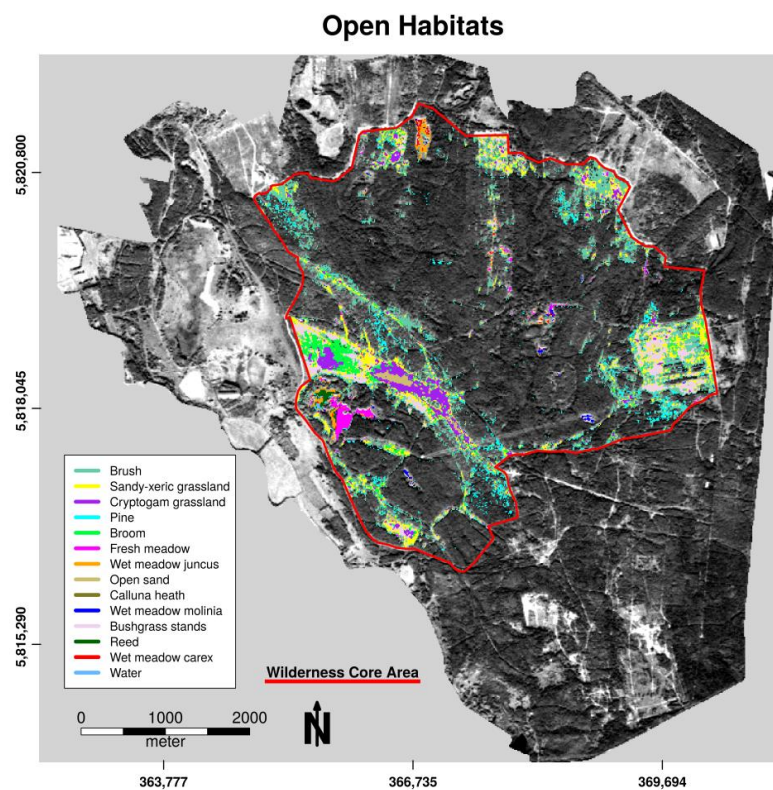 Open Habitats
5,820,800
5,818,045
5,815,290
Brush
Sandy-xeric grassland
Cryptogam grassland
Pine
Broom
Fresh meadow
Wet meadow juncus
Open sand
Calluna heath
Wet meadow molinia
Bushgrass stands
Reed
Wet meadow carex
Water
Wilderness Core Area
0 1000 2000
meter
N
363,777 366,735 369,694